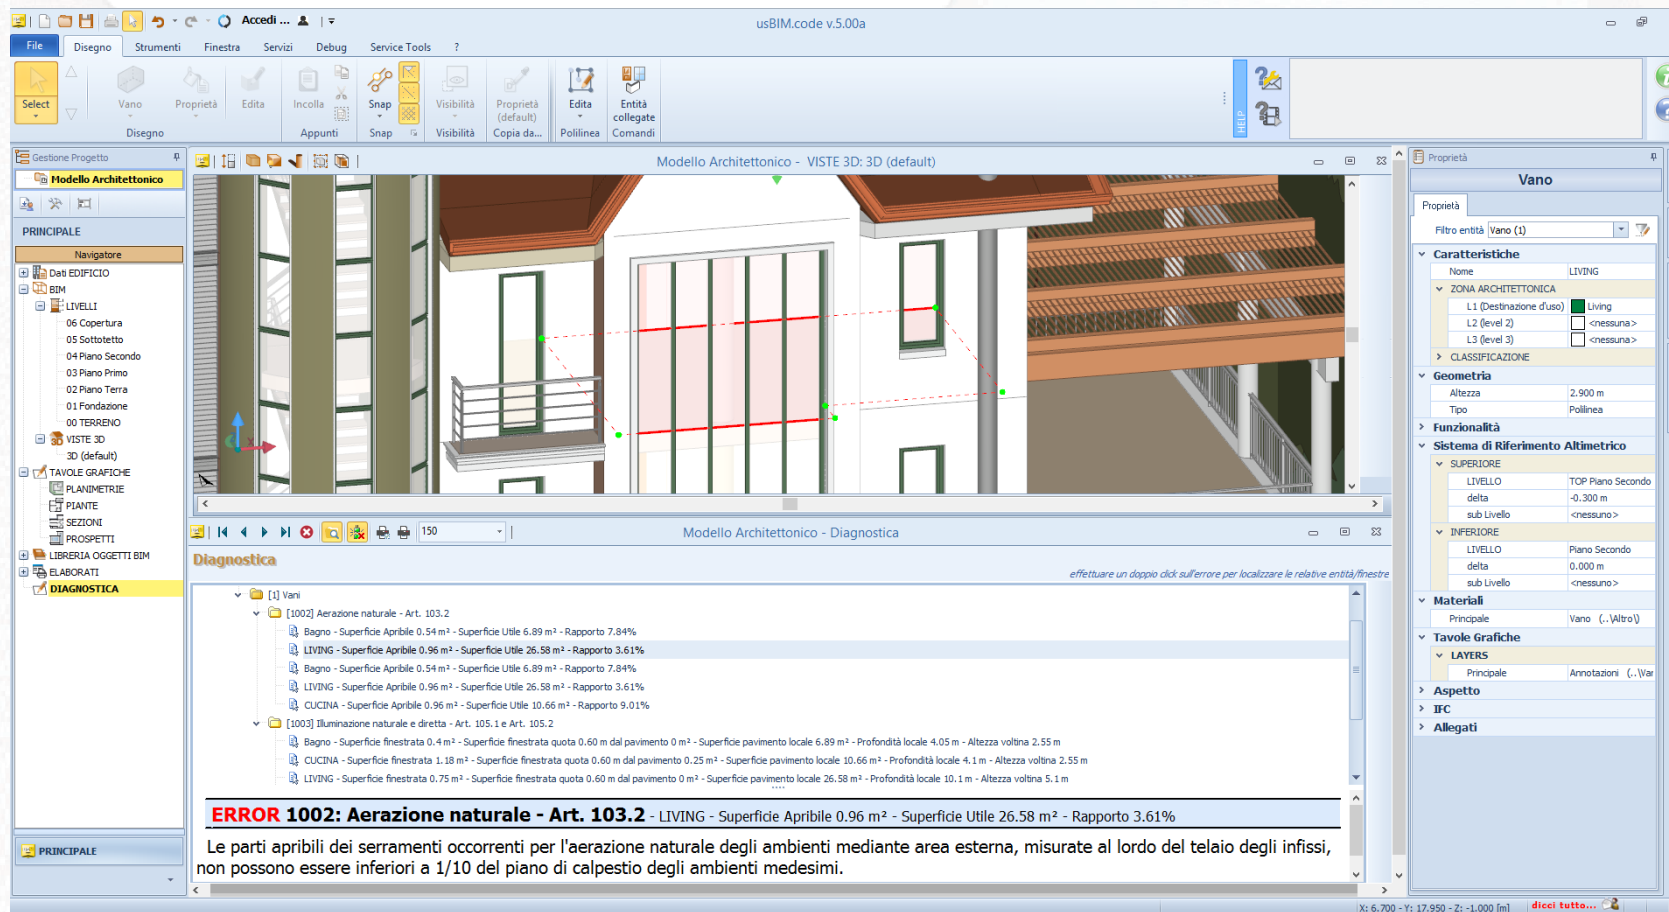 Accedi ...
usBIM.code v.5.00a
File Disegno Strumenti Finestra Servizi Debug Service Tools ?
Select Vano Proprietà Edita Incolla Snap Visibilità Proprietà (default) Edita Entità collegate
Disegno Appunti Snap Visibilità Copia da... Polilinea Comandi
HELP
Gestione Progetto
Modello Architettonico
PRINCIPALE
Navigatore
Dati EDIFICIO
BIM
LIVELLI
06 Copertura
05 Sottotetto
04 Piano Secondo
03 Piano Primo
02 Piano Terra
01 Fondazione
00 TERRENO
VISTE 3D
3D (default)
TAVOLE GRAFICHE
PLANIMETRIE
PIANTE
SEZIONI
PROSPETTI
LIBRERIA OGGETTI BIM
ELABORATI
DIAGNOSTICA
PRINCIPALE
Modello Architettonico - VISTE 3D: 3D (default)
X
150
Modello Architettonico - Diagnostica
Diagnostica
effettuare un doppio click sull'errore per localizzare le relative entità/finestre
[1] Vani
[1002] Aerazione naturale - Art. 103.2
Bagno - Superficie Apribile 0.54 m² - Superficie Utile 6.89 m² - Rapporto 7.84%
LIVING - Superficie Apribile 0.96 m² - Superficie Utile 26.58 m² - Rapporto 3.61%
Bagno - Superficie Apribile 0.54 m² - Superficie Utile 6.89 m² - Rapporto 7.84%
LIVING - Superficie Apribile 0.96 m² - Superficie Utile 26.58 m² - Rapporto 3.61%
CUCINA - Superficie Apribile 0.96 m² - Superficie Utile 10.66 m² - Rapporto 9.01%
[1003] Illuminazione naturale e diretta - Art. 105.1 e Art. 105.2
Bagno - Superficie finestrata 0.4 m² - Superficie finestrata quota 0.60 m dal pavimento 0 m² - Superficie pavimento locale 6.89 m² - Profondità locale 4.05 m - Altezza voltina 2.55 m
CUCINA - Superficie finestrata 1.18 m² - Superficie finestrata quota 0.60 m dal pavimento 0.25 m² - Superficie pavimento locale 10.66 m² - Profondità locale 4.1 m - Altezza voltina 2.55 m
LIVING - Superficie finestrata 0.75 m² - Superficie finestrata quota 0.60 m dal pavimento 0 m² - Superficie pavimento locale 26.58 m² - Profondità locale 10.1 m - Altezza voltina 5.1 m
ERROR 1002: Aerazione naturale - Art. 103.2 - LIVING - Superficie Apribile 0.96 m² - Superficie Utile 26.58 m² - Rapporto 3.61%
Le parti apribili dei serramenti occorrenti per l'aerazione naturale degli ambienti mediante area esterna, misurate al lordo del telaio degli infissi,
non possono essere inferiori a 1/10 del piano di calpestio degli ambienti medesimi.
Proprietà
Vano
Proprietà
Filtro entità Vano (1)
Caratteristiche
Nome LIVING
ZONA ARCHITETTONICA
L1 (Destinazione d'uso) Living
L2 (level 2) <nessuna>
L3 (level 3) <nessuna>
CLASSIFICAZIONE
Geometria
Altezza 2.900 m
Tipo Polilinea
Funzionalità
Sistema di Riferimento Altimetrico
SUPERIORE
LIVELLO TOP Piano Secondo
delta -0.300 m
sub Livello <nessuno>
INFERIORE
LIVELLO Piano Secondo
delta 0.000 m
sub Livello <nessuno>
Materiali
Principale Vano (..\Altro\)
Tavole Grafiche
LAYERS
Principale Annotazioni (..\Var
Aspetto
IFC
Allegati
X: 6.700 - Y: 17.950 - Z: -1.000 [m] dicci tutto...